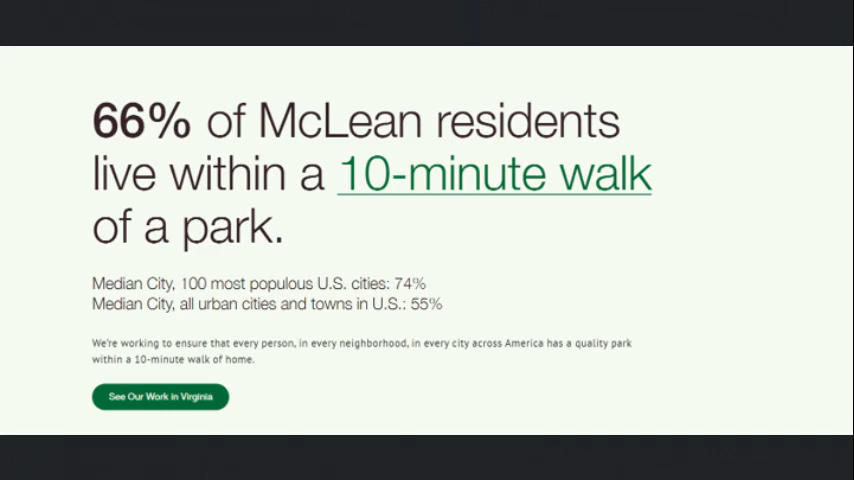 66% of McLean residents
live within a 10-minute walk
of a park.
Median City, 100 most populous U.S. cities: 74%
Median City, all urban cities and towns in U.S.: 55%
We're working to ensure that every person, in every neighborhood, in every city across America has a quality park
within a 10-minute walk of home.
See Our Work in Virginia